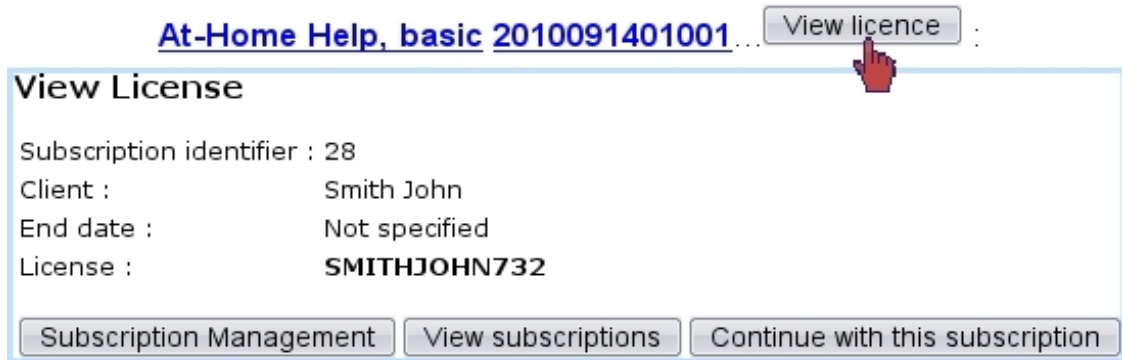 At-Home Help, basic 2010091401001... View licence :
View License
Subscription identifier : 28
Client : Smith John
End date : Not specified
License : SMITHJOHN732
Subscription Management View subscriptions Continue with this subscription